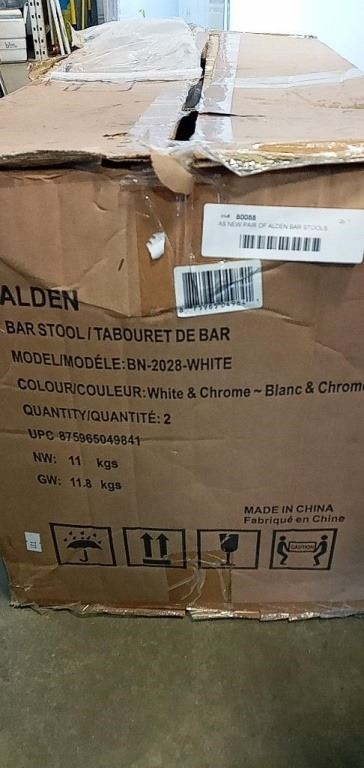 80088
AS NEW PAIR OF ALDEN BAR STOOLS
ALDEN
BAR STOOL/TABOURET DE BAR
MODEL/MODÉLE:BN-2028-WHITE
COLOUR/COULEUR:White & Chrome ~ Blanc & Chrome
QUANTITY/QUANTITÉ: 2
UPC 875965049841
NW: 11 kgs
GW: 11.8 kgs
MADE IN CHINA
Fabriqué en Chine
CAUTION